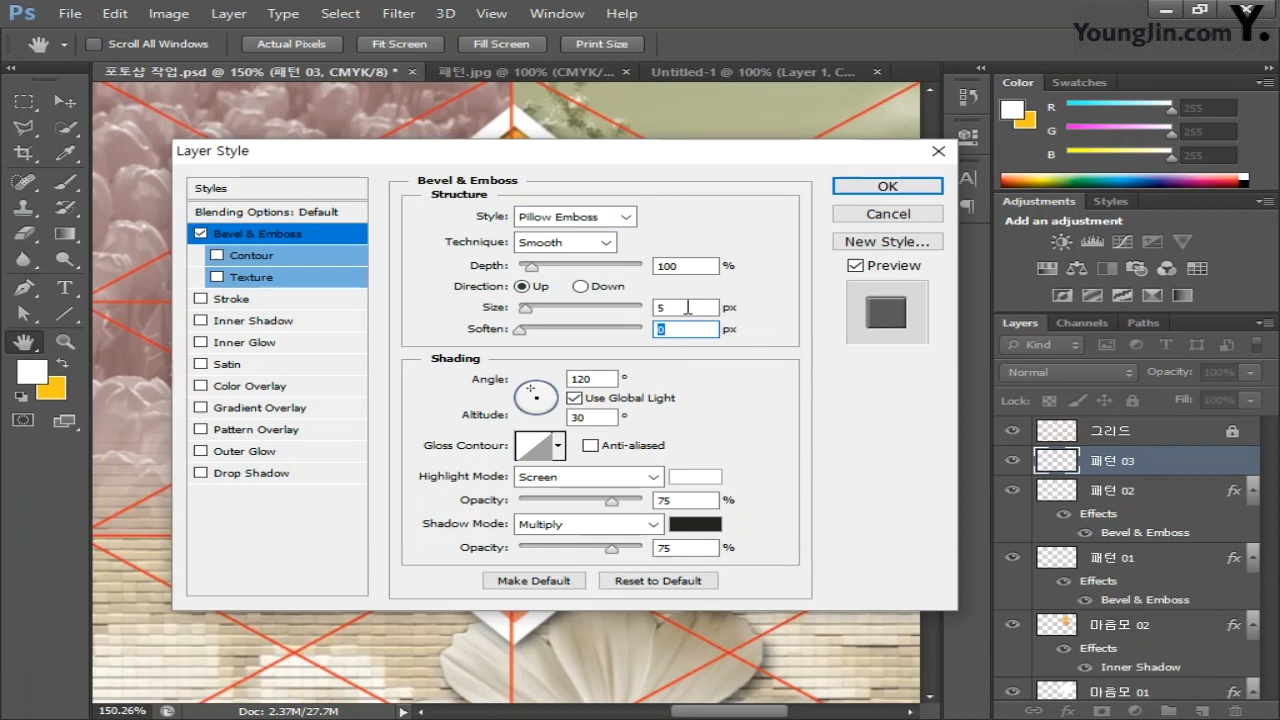 Ps File Edit Image Layer Type Select Filter 3D View Window Help
YoungJin.com Y.
Scroll All Windows Actual Pixels Fit Screen Fill Screen Print Size
포토샵 작업.psd @ 150% (패턴 03, CMYK/8) * × 패턴.jpg @ 100% (CMYK/... × Untitled-1 @ 100% (Layer 1, C... ×
Layer Style
Styles
Blending Options: Default
Bevel & Emboss
Contour
Texture
Stroke
Inner Shadow
Inner Glow
Satin
Color Overlay
Gradient Overlay
Pattern Overlay
Outer Glow
Drop Shadow
Bevel & Emboss
Structure
Style: Pillow Emboss
Technique: Smooth
Depth: 100 %
Direction: Up Down
Size: 5 px
Soften: 0 px
Shading
Angle: 120 °
Use Global Light
Altitude: 30 °
Gloss Contour: Anti-aliased
Highlight Mode: Screen
Opacity: 75 %
Shadow Mode: Multiply
Opacity: 75 %
Make Default Reset to Default
OK
Cancel
New Style...
Preview
Color Swatches
R 255
G 255
B 255
Adjustments Styles
Add an adjustment
Layers Channels Paths
Kind
Normal Opacity: 100%
Lock: Fill: 100%
그리드
패턴 03
패턴 02 fx
Effects
Bevel & Emboss
패턴 01 fx
Effects
Bevel & Emboss
마음모 02 fx
Effects
Inner Shadow
마음모 01 fx
150.26% Doc: 2.37M/27.7M